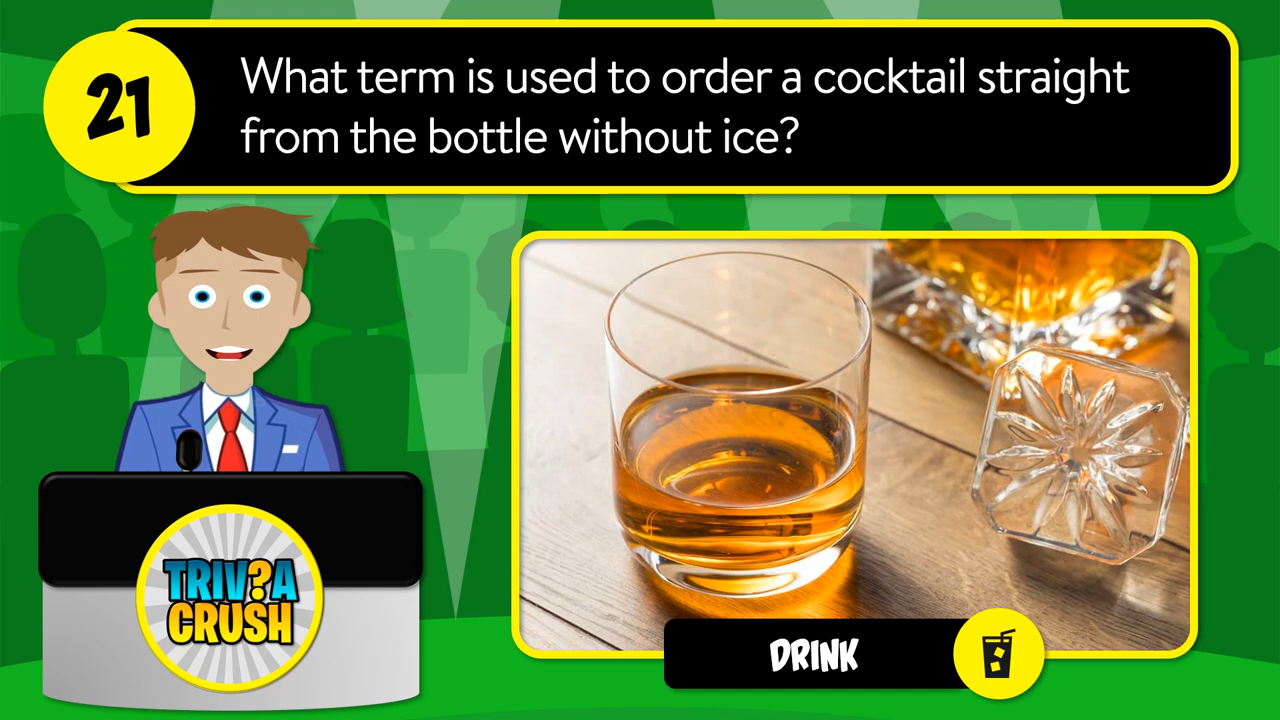 21
What term is used to order a cocktail straight
from the bottle without ice?
TRIV?A
CRUSH
DRINK